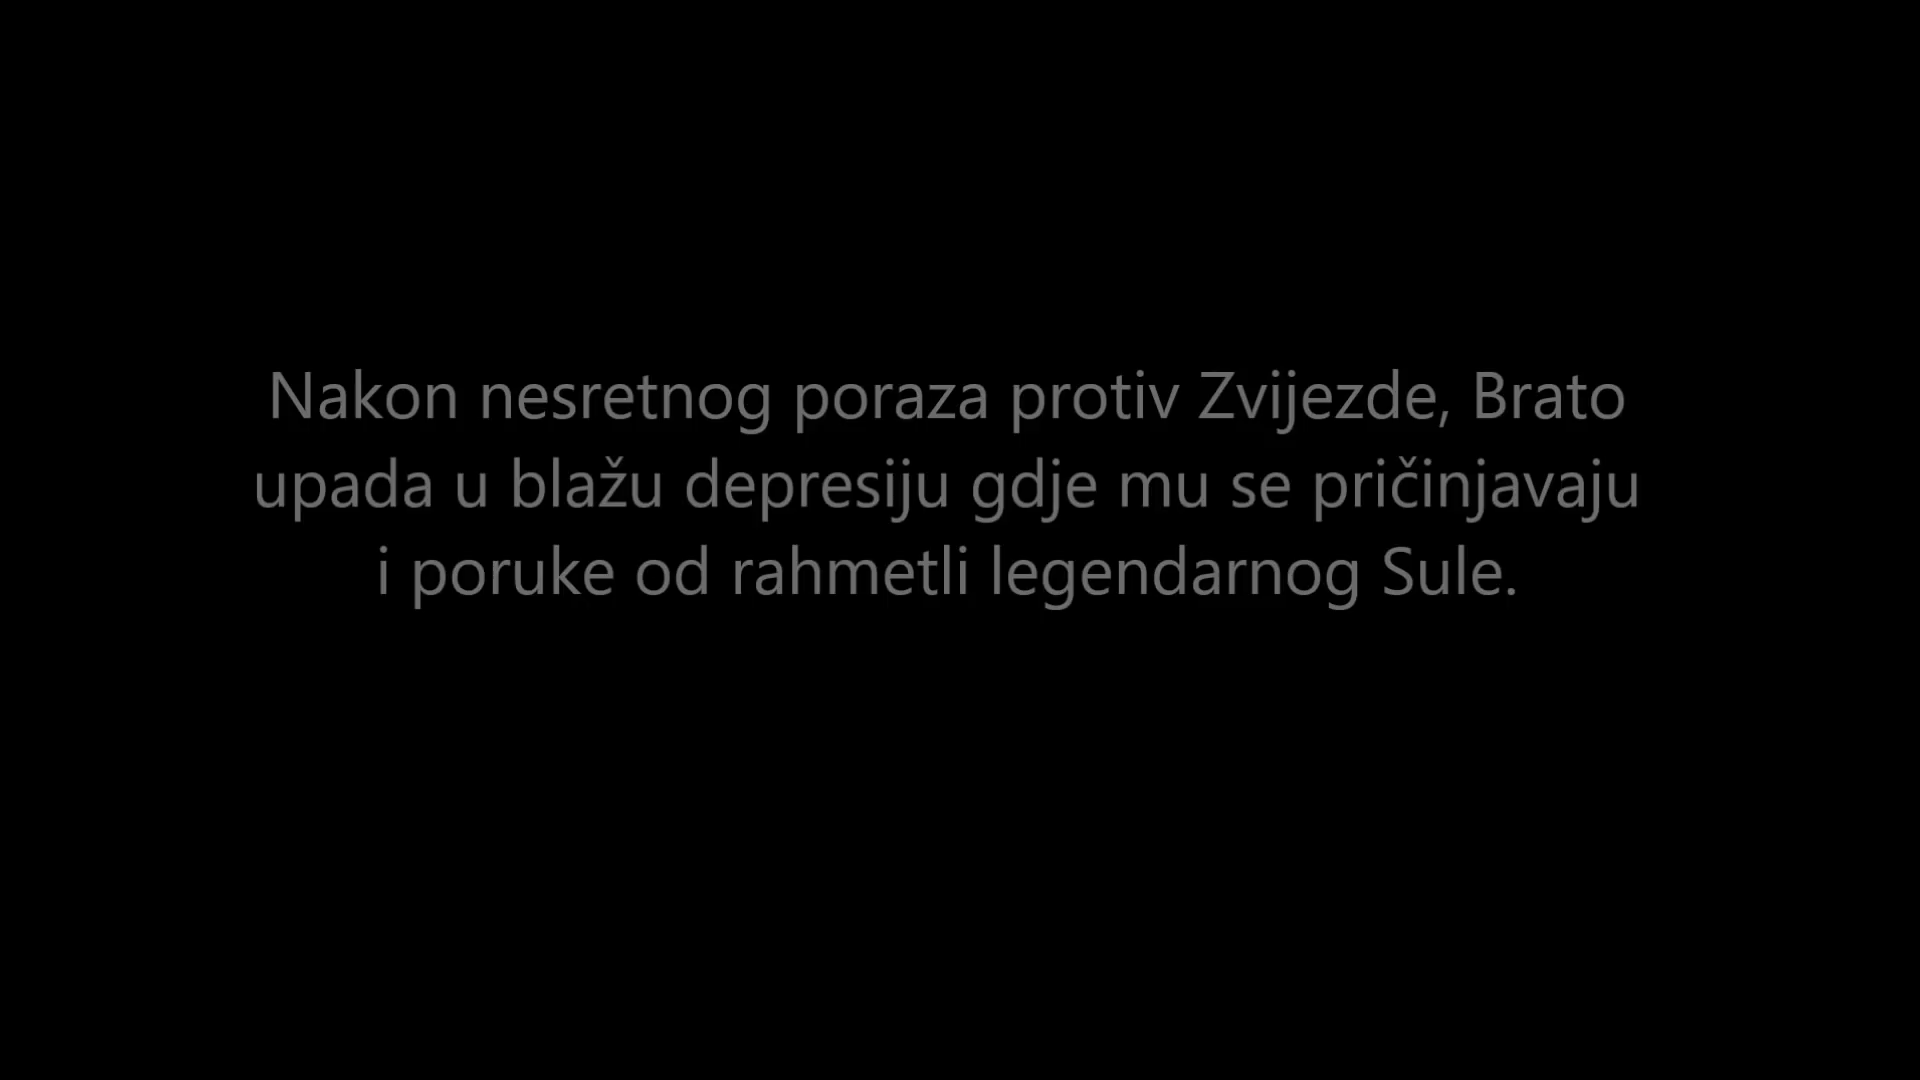 Nakon nesretnog poraza protiv Zvijezde, Brato
upada u blažu depresiju gdje mu se pričinjavaju
i poruke od rahmetli legendarnog Sule.